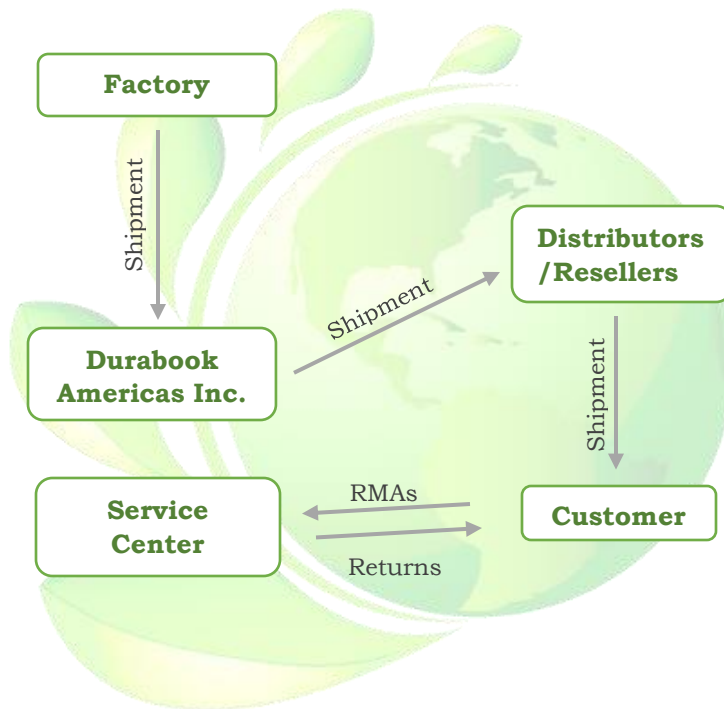 Factory
Shipment
Distributors
/Resellers
Shipment
Durabook
Americas Inc.
Shipment
Service
Center
RMAs
Customer
Returns